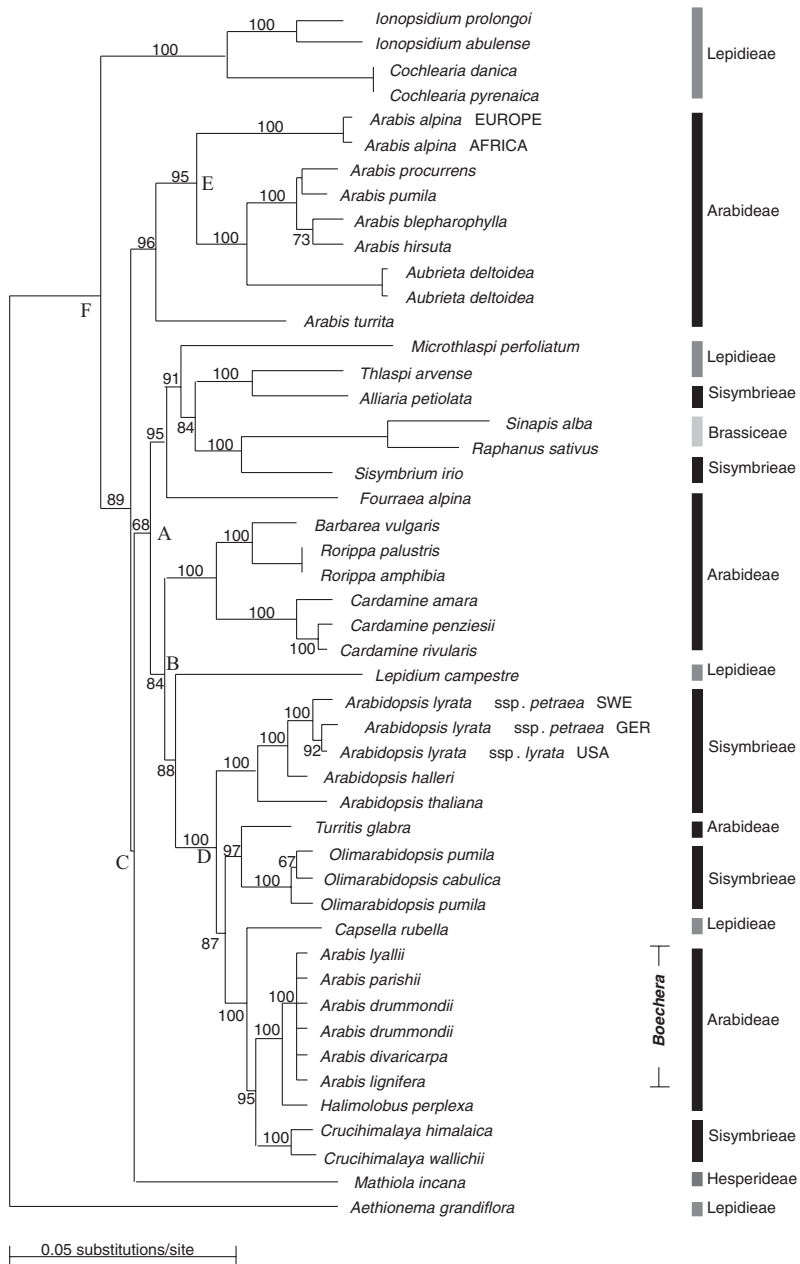 Ionopsidium prolongoi
100
Ionopsidium abulense
100
Lepidieae
Cochlearia danica
Cochlearia pyrenaica
Arabis alpina EUROPE
100
Arabis alpina AFRICA
Arabis procurrens
95
E
100
Arabis pumila
Arabideae
Arabis blepharophylla
73
100
96
Arabis hirsuta
Aubrieta deltoidea
Aubrieta deltoidea
F
Arabis turrita
Microthlaspi perfoliatum
Lepidieae
91
100
Thlaspi arvense
Alliaria petiolata
Sisymbrieae
84
Sinapis alba
95
Brassiceae
100
Raphanus sativus
Sisymbrium irio
Sisymbrieae
89
Fourraea alpina
68
A
Barbarea vulgaris
100
Rorippa palustris
100
Rorippa amphibia
Arabideae
Cardamine amara
100
Cardamine penziesii
100
Cardamine rivularis
B
84
Lepidium campestre
Lepidieae
Arabidopsis lyrata ssp. petraea SWE
100
Arabidopsis lyrata ssp. petraea GER
100
92
Arabidopsis lyrata ssp. lyrata USA
Sisymbrieae
88
100
Arabidopsis halleri
Arabidopsis thaliana
Turritis glabra
Arabideae
100
D
97
C
67
Olimarabidopsis pumila
Olimarabidopsis cabulica
Sisymbrieae
100
Olimarabidopsis pumila
Capsella rubella
Lepidieae
87
Arabis lyallii
Arabis parishii
100
Arabis drummondii
100
Boechera
Arabideae
100
Arabis drummondii
Arabis divaricarpa
Arabis lignifera
95
Halimolobus perplexa
Crucihimalaya himalaica
100
Sisymbrieae
Crucihimalaya wallichii
Mathiola incana
Hesperideae
Aethionema grandiflora
Lepidieae
0.05 substitutions/site